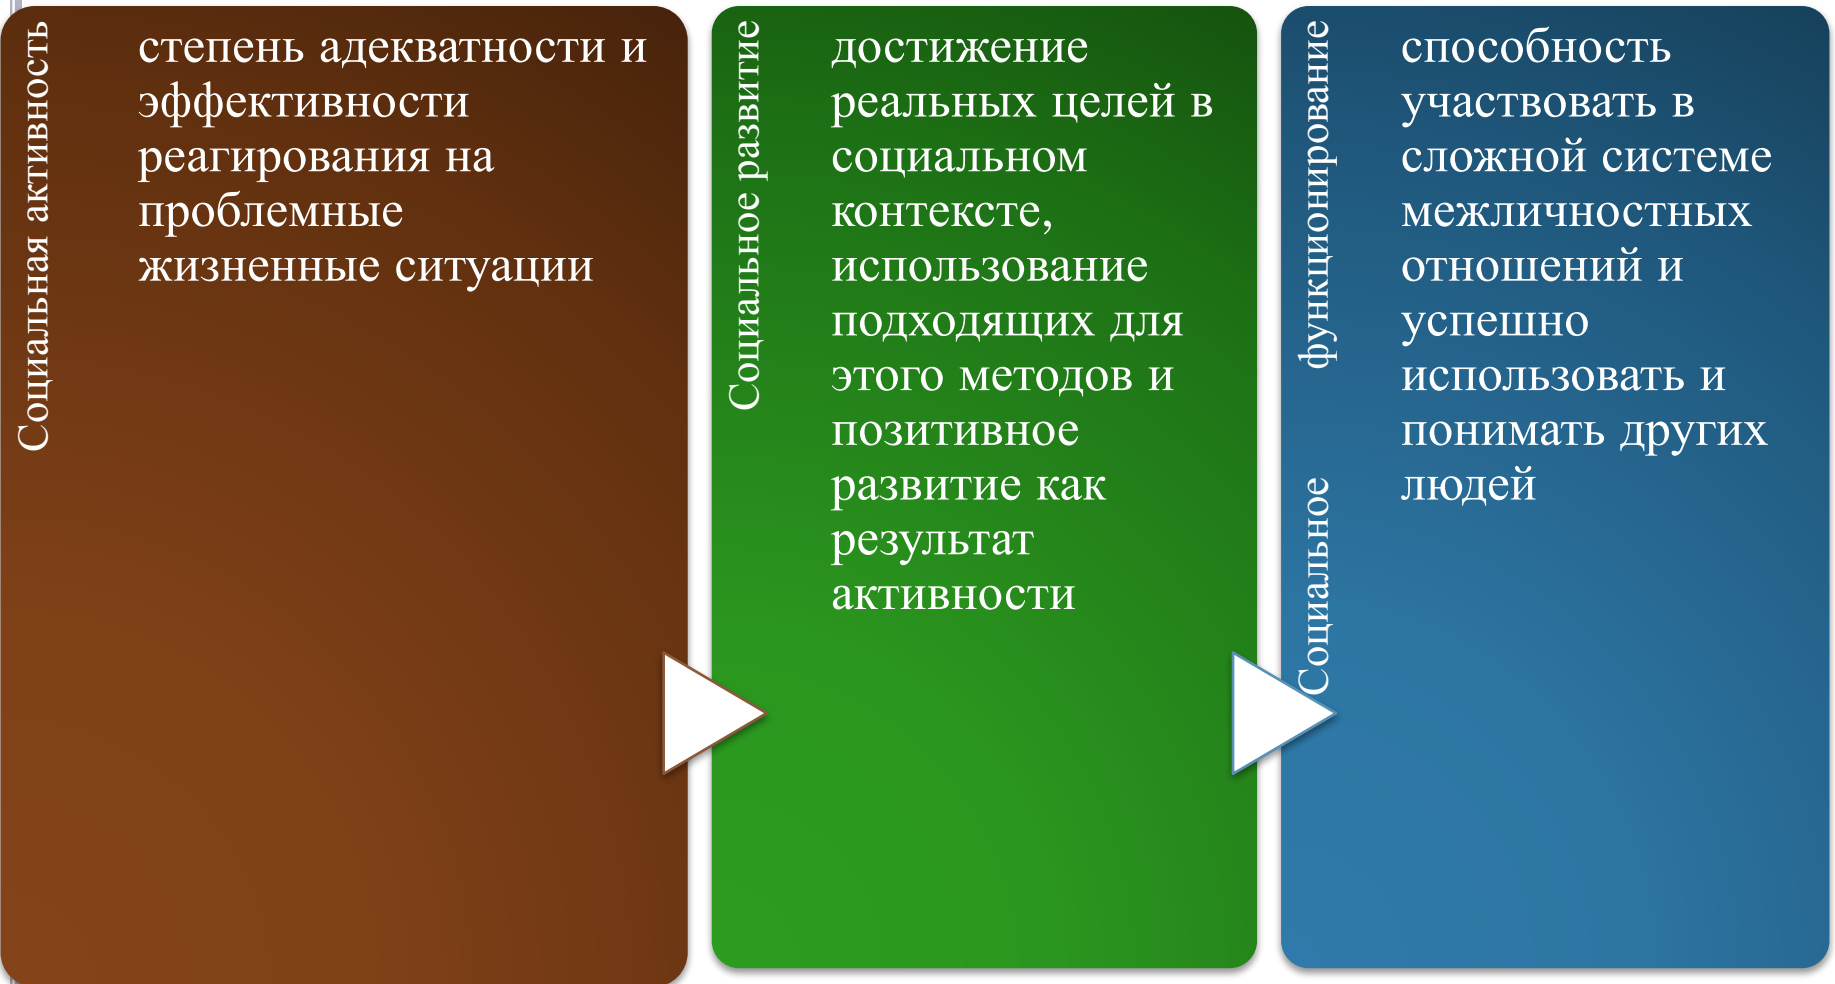 Социальная активность
степень адекватности и
эффективности
реагирования на
проблемные
жизненные ситуации
Социальное развитие
достижение
реальных целей в
социальном
контексте,
использование
подходящих для
этого методов и
позитивное
развитие как
результат
активности
Социальное функционирование
способность
участвовать в
сложной системе
межличностных
отношений и
успешно
использовать и
понимать других
людей